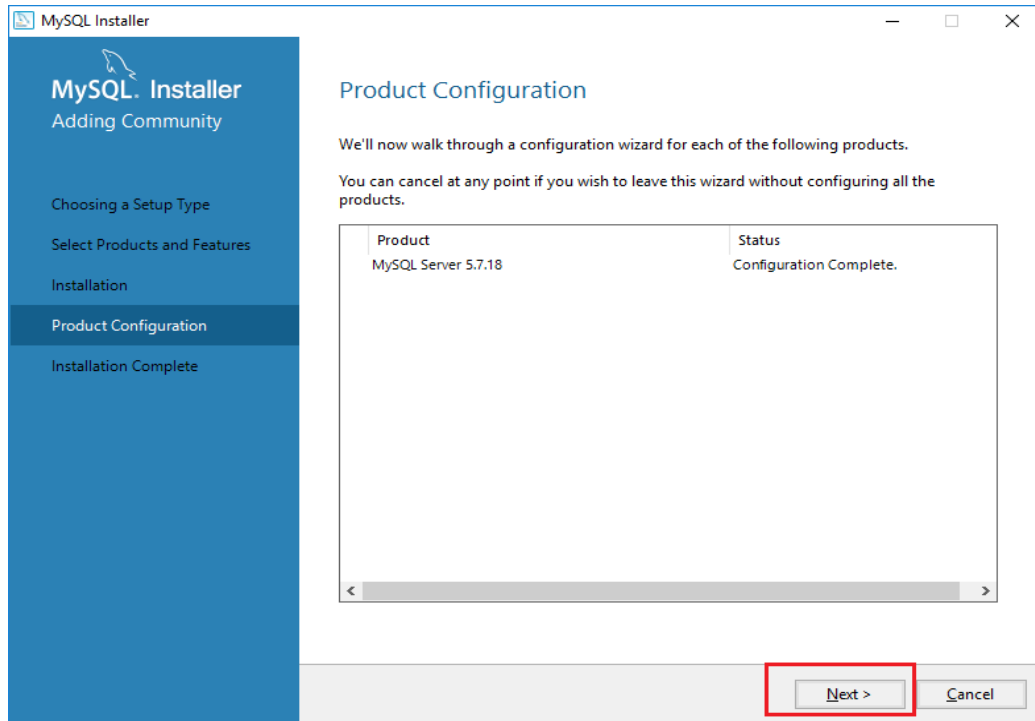 MySQL Installer
MySQL. Installer
Adding Community
Choosing a Setup Type
Select Products and Features
Installation
Product Configuration
Installation Complete
Product Configuration
We'll now walk through a configuration wizard for each of the following products.
You can cancel at any point if you wish to leave this wizard without configuring all the
products.
Product Status
MySQL Server 5.7.18 Configuration Complete.
Next >
Cancel